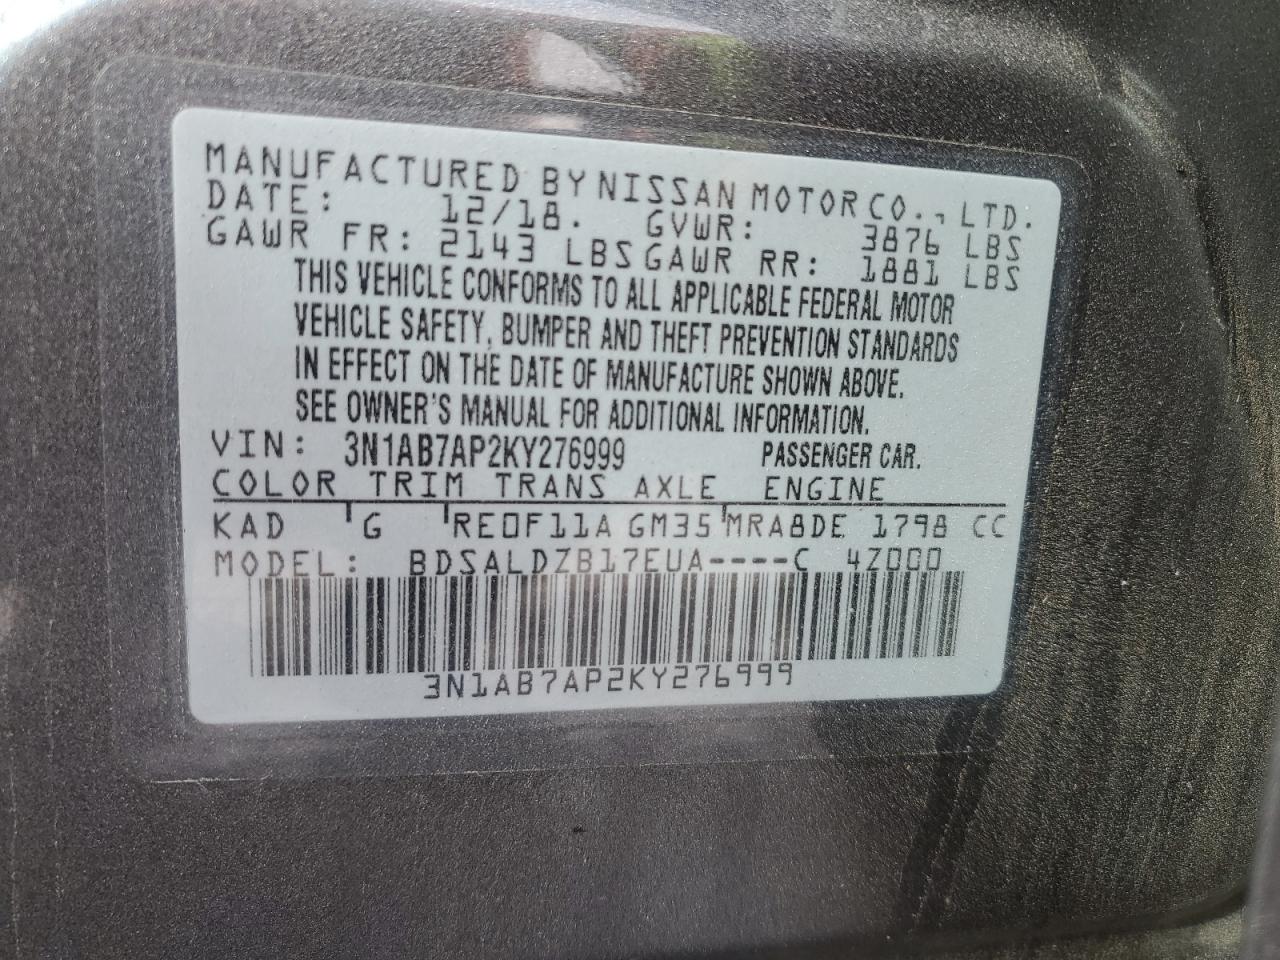 MANUFACTURED BY NISSAN MOTOR CO., LTD.
DATE: 12/18. GVWR: 3876 LBS
GAWR FR: 2143 LBS GAWR RR: 1881 LBS
THIS VEHICLE CONFORMS TO ALL APPLICABLE FEDERAL MOTOR
VEHICLE SAFETY, BUMPER AND THEFT PREVENTION STANDARDS
IN EFFECT ON THE DATE OF MANUFACTURE SHOWN ABOVE.
SEE OWNER'S MANUAL FOR ADDITIONAL INFORMATION.
VIN: 3N1AB7AP2KY276999 PASSENGER CAR.
COLOR TRIM TRANS AXLE ENGINE
KAD G RE0F11A GM35 MRA8DE 1798 CC
MODEL: BDSALDZB17EUA----C 4Z000
3N1AB7AP2KY276999